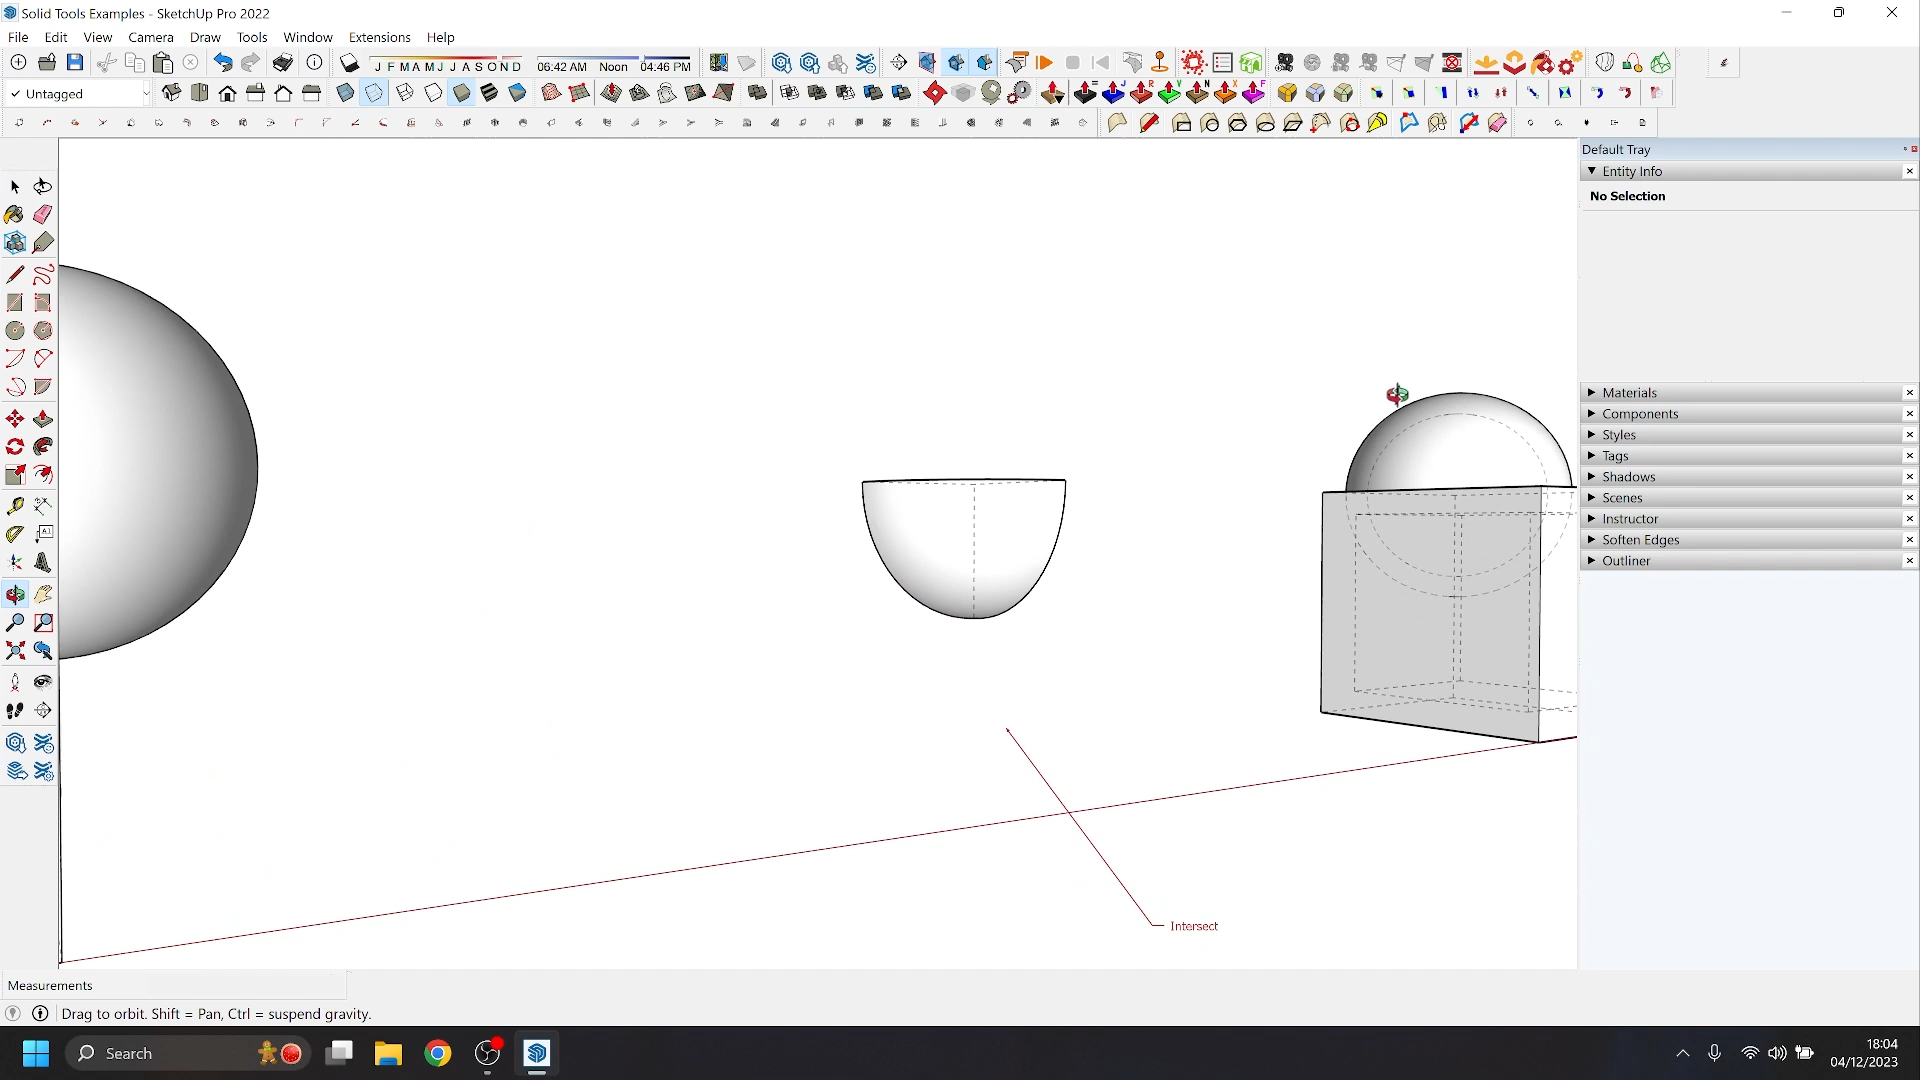 Solid Tools Examples - SketchUp Pro 2022
File Edit View Camera Draw Tools Window Extensions Help
J F M A M J J A S O N D 06:42 AM Noon 04:46 PM
✓ Untagged
Default Tray
Entity Info
No Selection
Materials
Components
Styles
Tags
Shadows
Scenes
Instructor
Soften Edges
Outliner
Intersect
Measurements
Drag to orbit. Shift = Pan, Ctrl = suspend gravity.
Search
18:04
04/12/2023